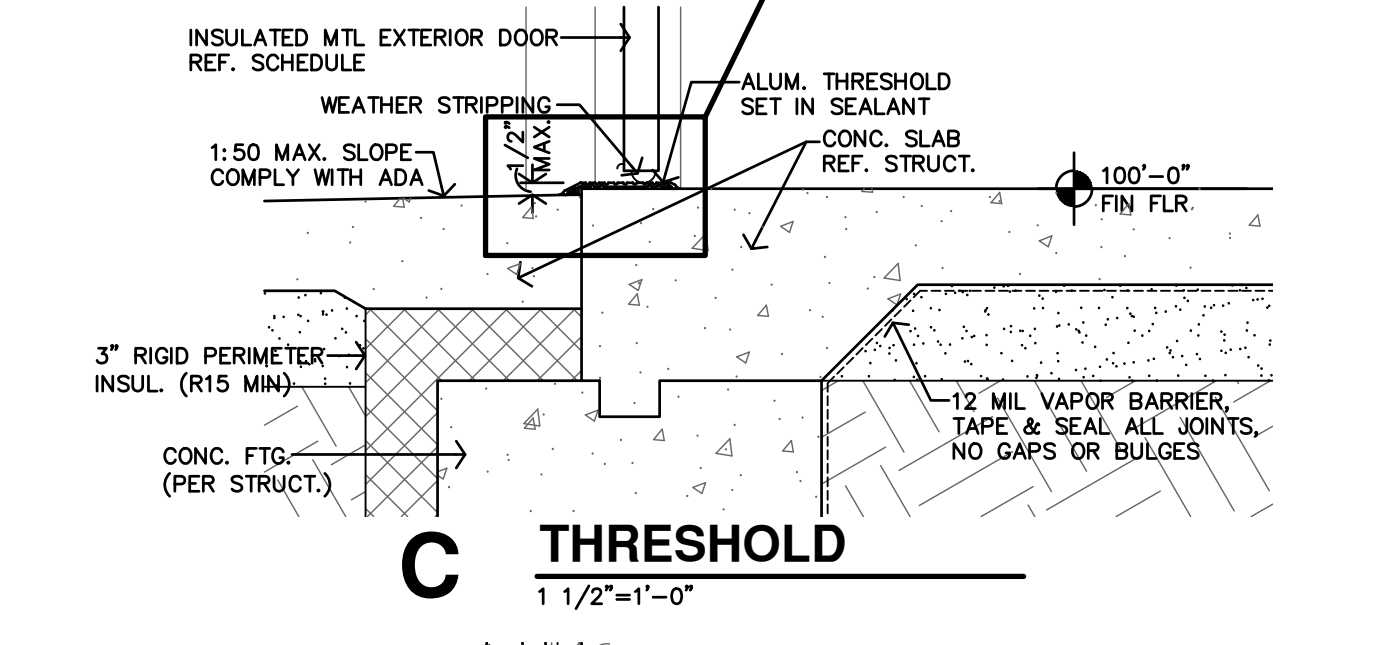 INSULATED MTL EXTERIOR DOOR
REF. SCHEDULE
WEATHER STRIPPING
1:50 MAX. SLOPE
COMPLY WITH ADA
1/2"
MAX.
ALUM. THRESHOLD
SET IN SEALANT
CONC. SLAB
REF. STRUCT.
100'-0"
FIN FLR
3" RIGID PERIMETER
INSUL. (R15 MIN)
CONC. FTG.
(PER STRUCT.)
12 MIL VAPOR BARRIER,
TAPE & SEAL ALL JOINTS,
NO GAPS OR BULGES
C THRESHOLD
1 1/2"=1'-0"